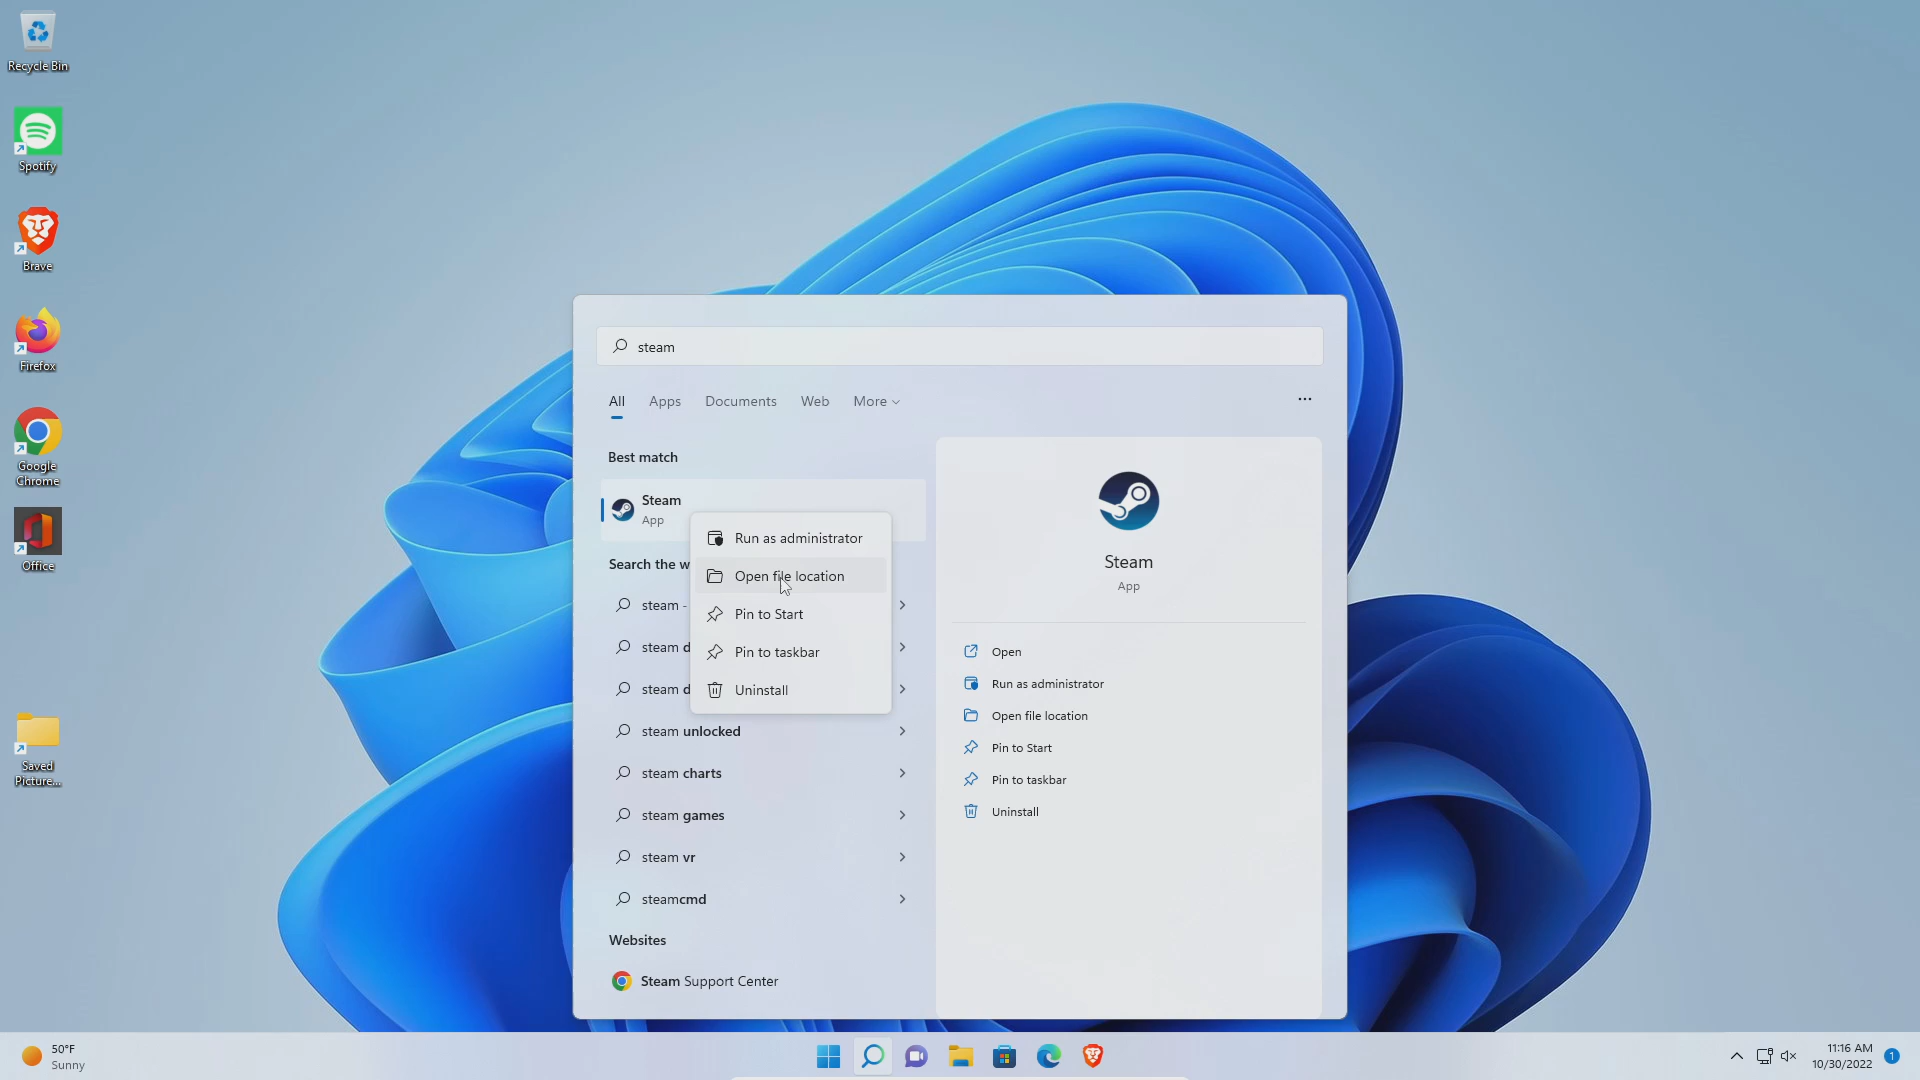 Recycle Bin
Spotify
Brave
Firefox
Google
Chrome
Office
Saved
Picture...
steam
All
Apps
Documents
Web
More
Best match
Steam
App
Run as administrator
Open file location
Pin to Start
Pin to taskbar
Uninstall
Search the w
steam -
steam d
steam d
steam unlocked
steam charts
steam games
steam vr
steamcmd
Websites
Steam Support Center
Steam
App
Open
Run as administrator
Open file location
Pin to Start
Pin to taskbar
Uninstall
50°F
Sunny
11:16 AM
10/30/2022
1